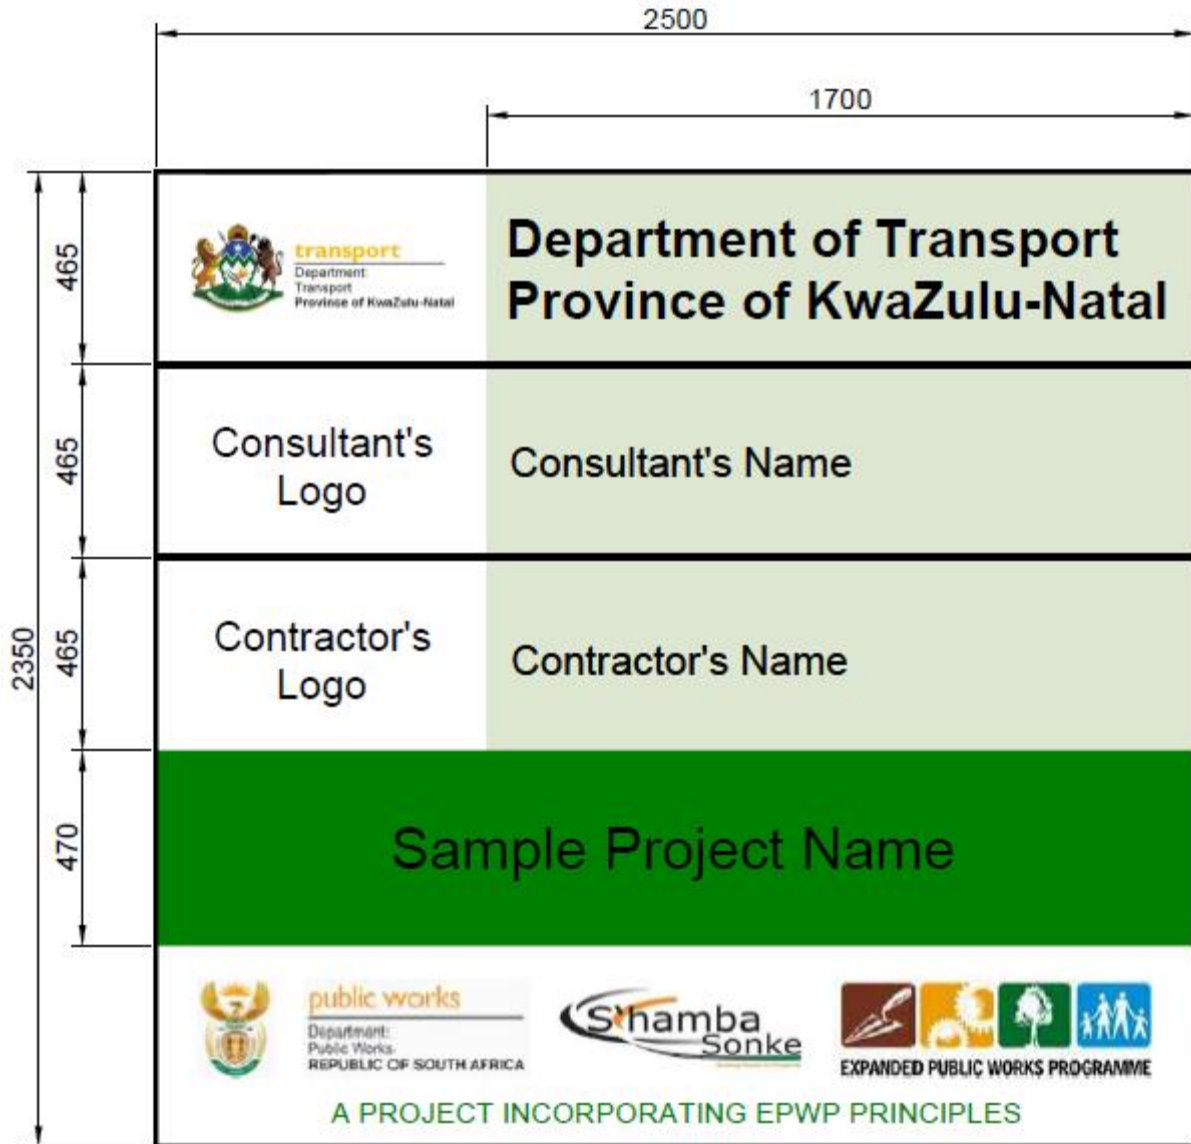 2500
1700
2350
465
transport
Department:
Transport
Province of KwaZulu-Natal
Department of Transport
Province of KwaZulu-Natal
465
Consultant's
Logo
Consultant's Name
465
Contractor's
Logo
Contractor's Name
470
Sample Project Name
public works
Department:
Public Works
REPUBLIC OF SOUTH AFRICA
S'hamba
Sonke
EXPANDED PUBLIC WORKS PROGRAMME
A PROJECT INCORPORATING EPWP PRINCIPLES